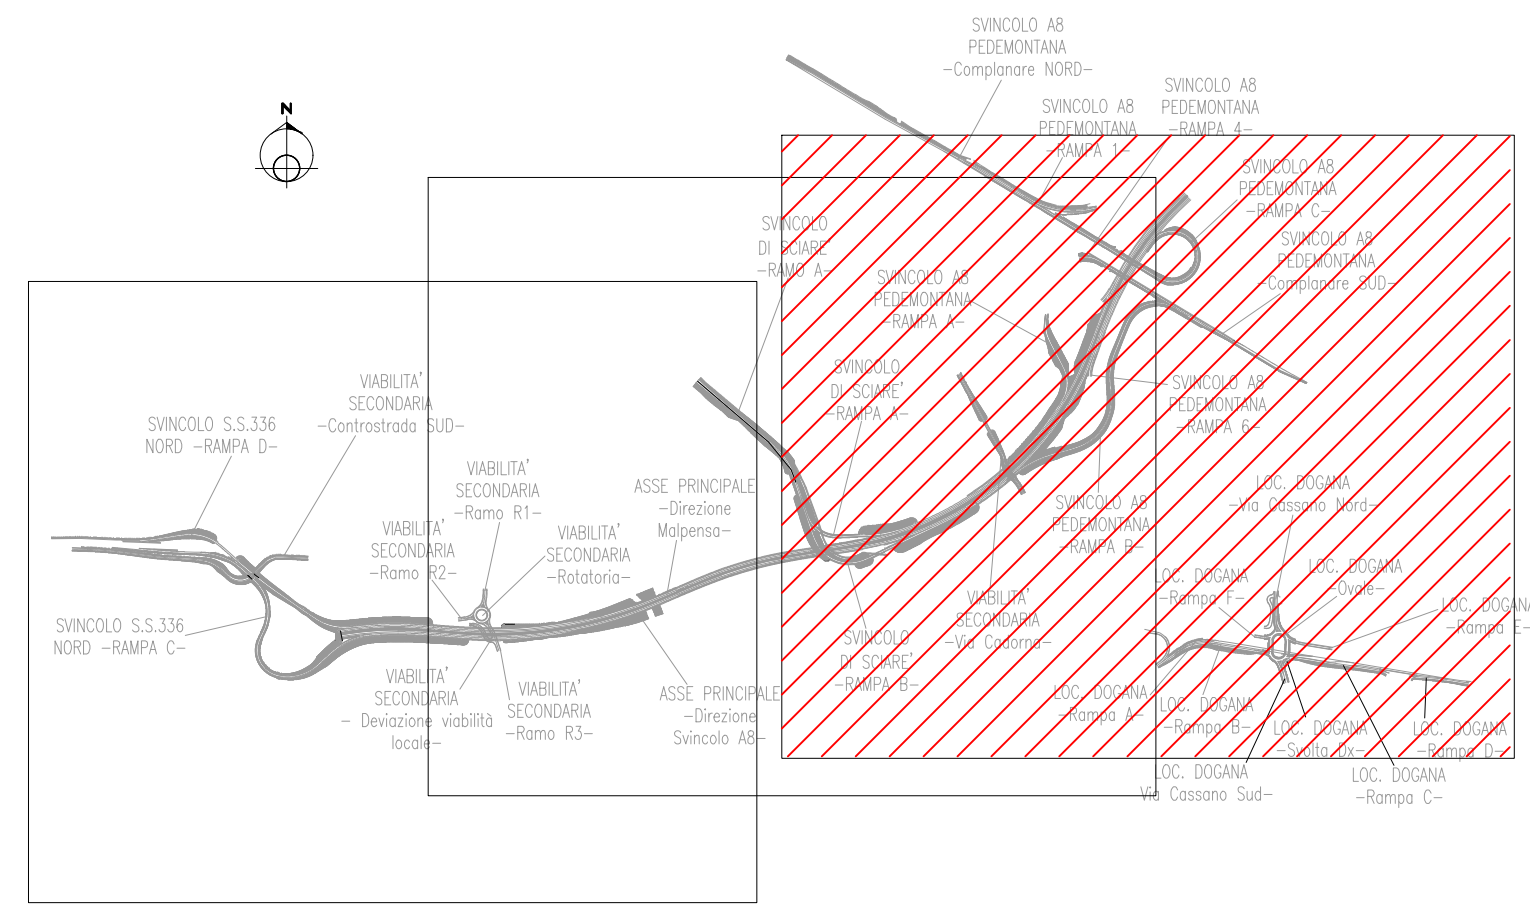 SVINCOLO A8
PEDEMONTANA
-Complanare NORD-
SVINCOLO A8
PEDEMONTANA
-RAMPA 4-
SVINCOLO A8
PEDEMONTANA
-RAMPA 1-
N
SVINCOLO A8
PEDEMONTANA
-RAMPA C-
SVINCOLO
DI SCIARE'
-RAMO A-
SVINCOLO A8
PEDEMONTANA
-Complanare SUD-
SVINCOLO A8
PEDEMONTANA
-RAMPA A-
SVINCOLO
DI SCIARE'
-RAMPA A-
SVINCOLO A8
PEDEMONTANA
-RAMPA 6-
VIABILITA'
SECONDARIA
-Controstrada SUD-
SVINCOLO S.S.336
NORD -RAMPA D-
VIABILITA'
SECONDARIA
-Ramo R1-
ASSE PRINCIPALE
-Direzione
Malpensa-
VIABILITA'
SECONDARIA
-Ramo R2-
VIABILITA'
SECONDARIA
-Rotatoria-
SVINCOLO A8
PEDEMONTANA
-RAMPA B-
LOC. DOGANA
-Via Cassano Nord-
LOC. DOGANA
-Rampa F-
LOC. DOGANA
-Ovale-
LOC. DOGANA
-Rampa E-
VIABILITA'
SECONDARIA
-Via Cadorna-
SVINCOLO S.S.336
NORD -RAMPA C-
SVINCOLO
DI SCIARE'
-RAMPA B-
VIABILITA'
SECONDARIA
- Deviazione viabilità
locale-
VIABILITA'
SECONDARIA
-Ramo R3-
ASSE PRINCIPALE
-Direzione
Svincolo A8-
LOC. DOGANA
-Rampa A-
LOC. DOGANA
-Rampa B-
LOC. DOGANA
-Svolta Dx-
LOC. DOGANA
-Rampa D-
LOC. DOGANA
Via Cassano Sud-
LOC. DOGANA
-Rampa C-